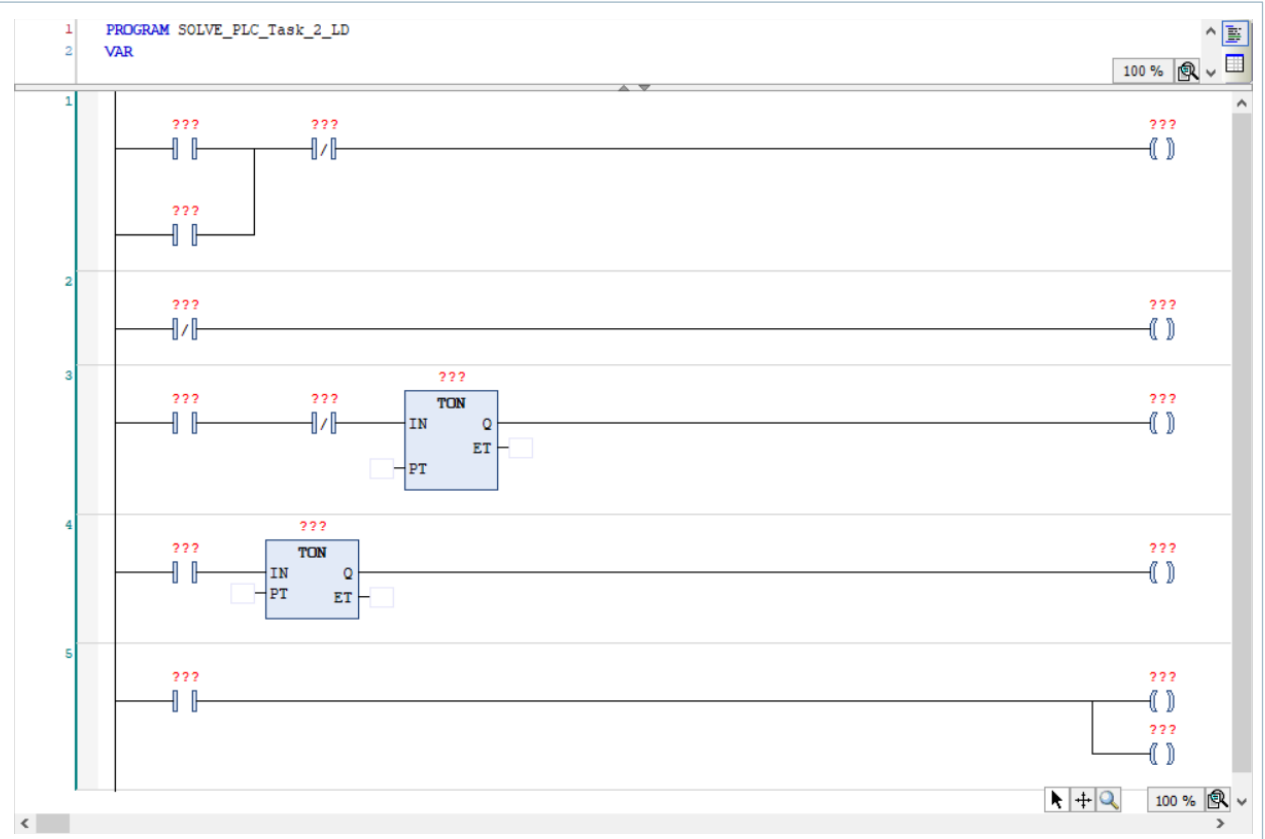 1 PROGRAM SOLVE_PLC_Task_2_LD
2 VAR
100 %
1
??? ??? ???
/
???
2
??? ???
/
3
???
??? ??? TON ???
/ IN Q
ET
PT
4
???
??? TON ???
IN Q
PT ET
5
??? ???
???
100 %